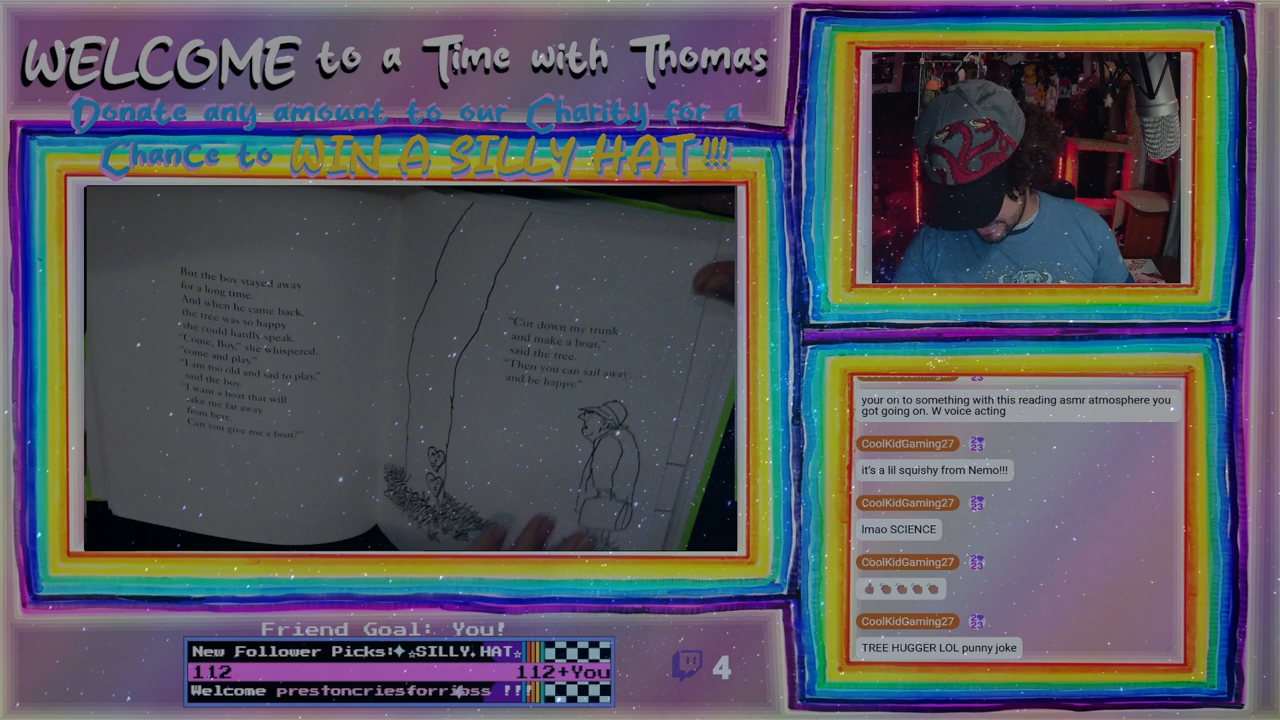 WELCOME to a Time with Thomas
Donate any amount to our Charity for a
Chance to WIN A SILLY HAT!!!
But the boy stayed away
for a long time.
And when he came back,
the tree was so happy
she could hardly speak.
"Come, Boy," she whispered,
"come and play."
"I am too old and sad to play,"
said the boy.
"I want a boat that will
take me far away
from here.
Can you give me a boat?"
"Cut down my trunk
and make a boat,"
said the tree.
"Then you can sail away
and be happy."
your on to something with this reading asmr atmosphere you
got going on. W voice acting
CoolKidGaming27
it's a lil squishy from Nemo!!!
CoolKidGaming27
lmao SCIENCE
CoolKidGaming27
CoolKidGaming27
TREE HUGGER LOL punny joke
Friend Goal: You!
New Follower Picks: SILLY HAT
112 112+You
Welcome prestoncriesforrioss !!!
4